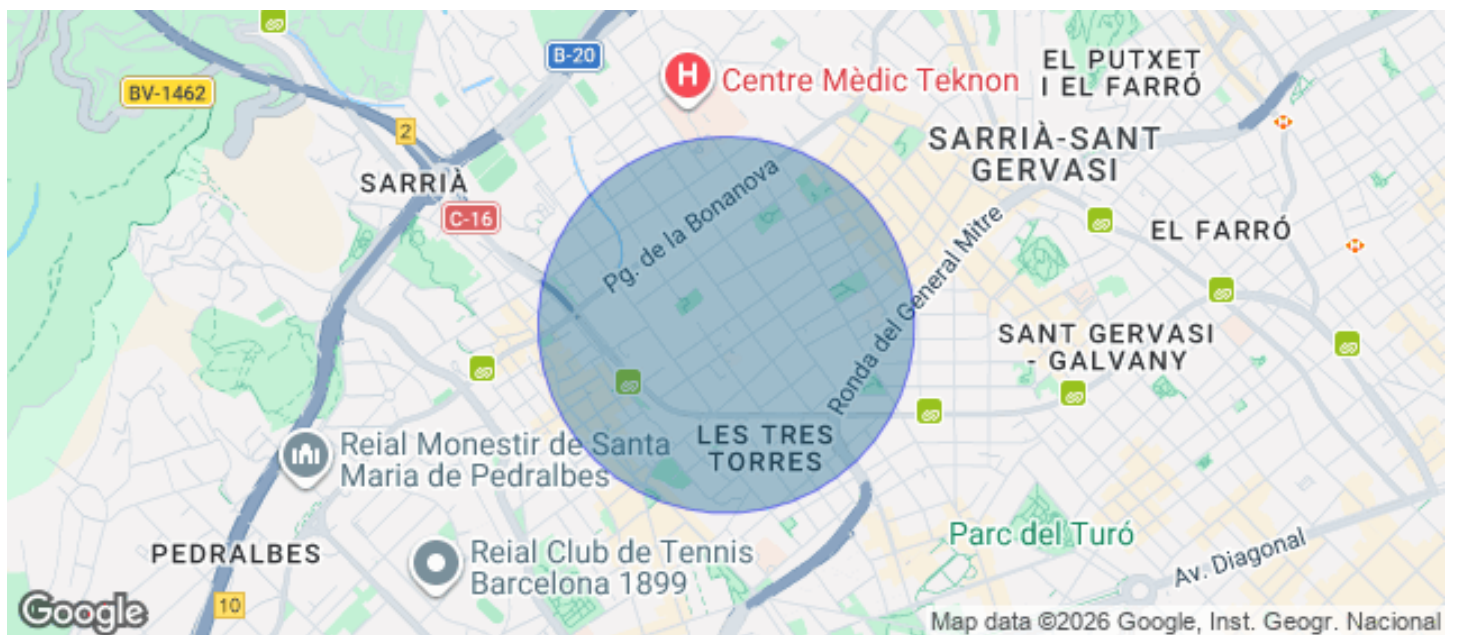 B-20
Centre Mèdic Teknon
EL PUTXET
I EL FARRÓ
BV-1462
2
SARRIÀ-SANT
GERVASI
SARRIÀ
C-16
Pg. de la Bonanova
EL FARRÓ
Ronda del General Mitre
SANT GERVASI
- GALVANY
LES TRES
TORRES
Reial Monestir de Santa
Maria de Pedralbes
Parc del Turó
PEDRALBES
Reial Club de Tennis
Barcelona 1899
Av. Diagonal
10
Google
Map data ©2026 Google, Inst. Geogr. Nacional